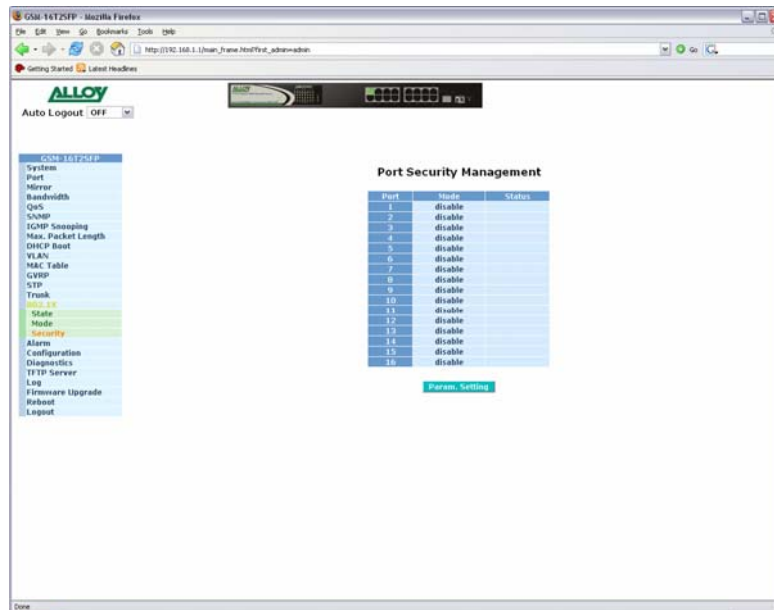 GSM-16T2SFP - Mozilla Firefox
File Edit View Go Bookmarks Tools Help
http://192.168.1.1/main_frame.html?first_admin=admin
Go
Getting Started Latest Headlines
ALLOY
Auto Logout OFF
GSM-16T2SFP
System
Port
Mirror
Bandwidth
QoS
SNMP
IGMP Snooping
Max. Packet Length
DHCP Boot
VLAN
MAC Table
GVRP
STP
Trunk
802.1X
State
Mode
Security
Alarm
Configuration
Diagnostics
TFTP Server
Log
Firmware Upgrade
Reboot
Logout
Port Security Management
Port Mode Status
1 disable
2 disable
3 disable
4 disable
5 disable
6 disable
7 disable
8 disable
9 disable
10 disable
11 disable
12 disable
13 disable
14 disable
15 disable
16 disable
Param. Setting
Done